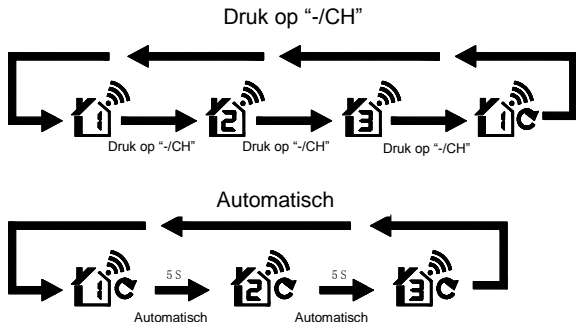 Druk op “-/CH”
1 2 3 1
Druk op “-/CH” Druk op “-/CH” Druk op “-/CH”
Automatisch
1 5 S 2 5 S 3
Automatisch Automatisch